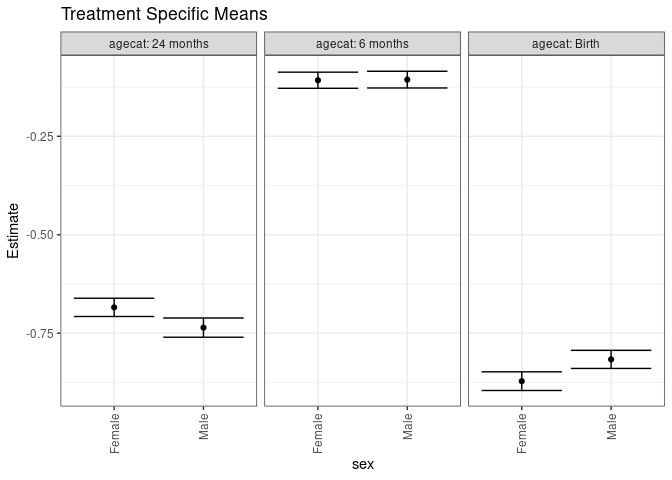 Treatment Specific Means
agecat: 24 months
agecat: 6 months
agecat: Birth
Estimate
-0.25
-0.50
-0.75
Female
Male
Female
Male
Female
Male
sex